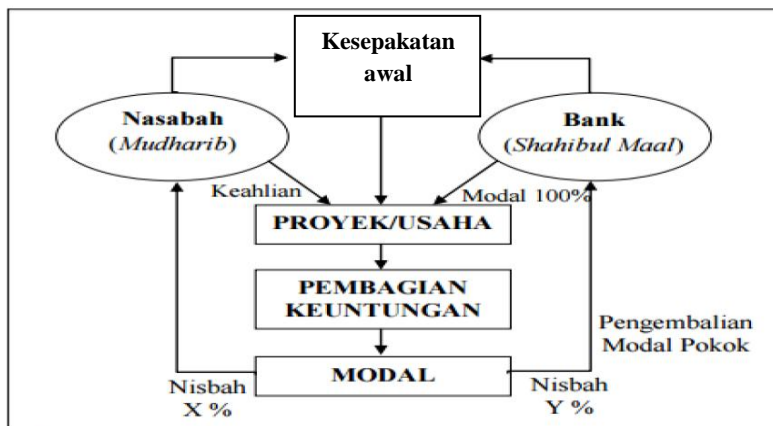 Kesepakatan
awal
Nasabah
(Mudharib)
Bank
(Shahibul Maal)
Keahlian
Modal 100%
PROYEK/USAHA
PEMBAGIAN
KEUNTUNGAN
Pengembalian
Modal Pokok
MODAL
Nisbah
X %
Nisbah
Y %